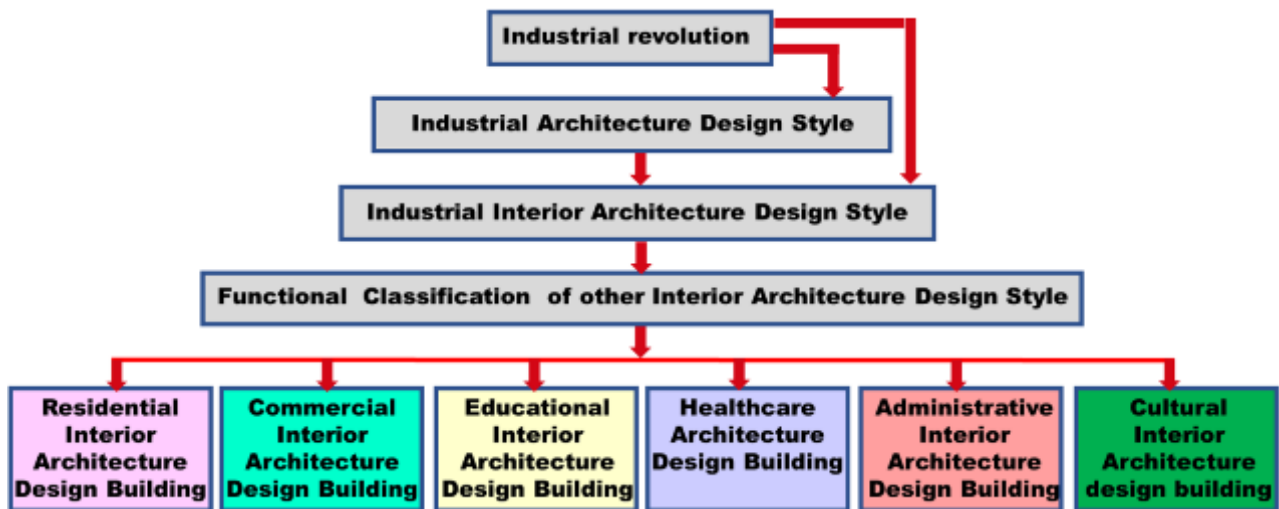 Industrial revolution
Industrial Architecture Design Style
Industrial Interior Architecture Design Style
Functional Classification of other Interior Architecture Design Style
Residential
Interior
Architecture
Design Building
Commercial
Interior
Architecture
Design Building
Educational
Interior
Architecture
Design Building
Healthcare
Architecture
Design Building
Administrative
Interior
Architecture
Design Building
Cultural
Interior
Architecture
design building